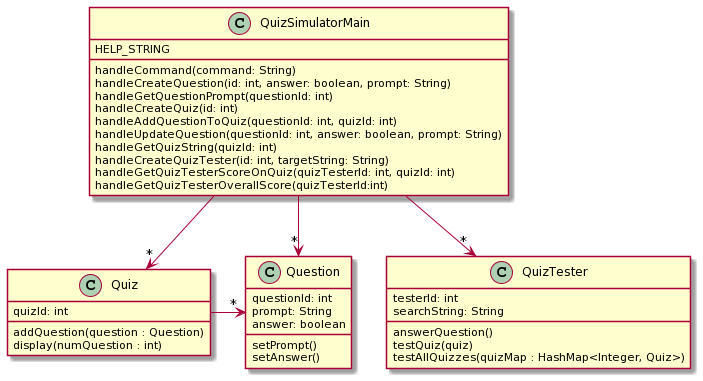 C QuizSimulatorMain
HELP_STRING
handleCommand(command: String)
handleCreateQuestion(id: int, answer: boolean, prompt: String)
handleGetQuestionPrompt(questionId: int)
handleCreateQuiz(id: int)
handleAddQuestionToQuiz(questionId: int, quizId: int)
handleUpdateQuestion(questionId: int, answer: boolean, prompt: String)
handleGetQuizString(quizId: int)
handleCreateQuizTester(id: int, targetString: String)
handleGetQuizTesterScoreOnQuiz(quizTesterId: int, quizId: int)
handleGetQuizTesterOverallScore(quizTesterId:int)
*
*
*
C Quiz
quizId: int
addQuestion(question : Question)
display(numQuestion : int)
*
C Question
questionId: int
prompt: String
answer: boolean
setPrompt()
setAnswer()
C QuizTester
testerId: int
searchString: String
answerQuestion()
testQuiz(quiz)
testAllQuizzes(quizMap : HashMap<Integer, Quiz>)